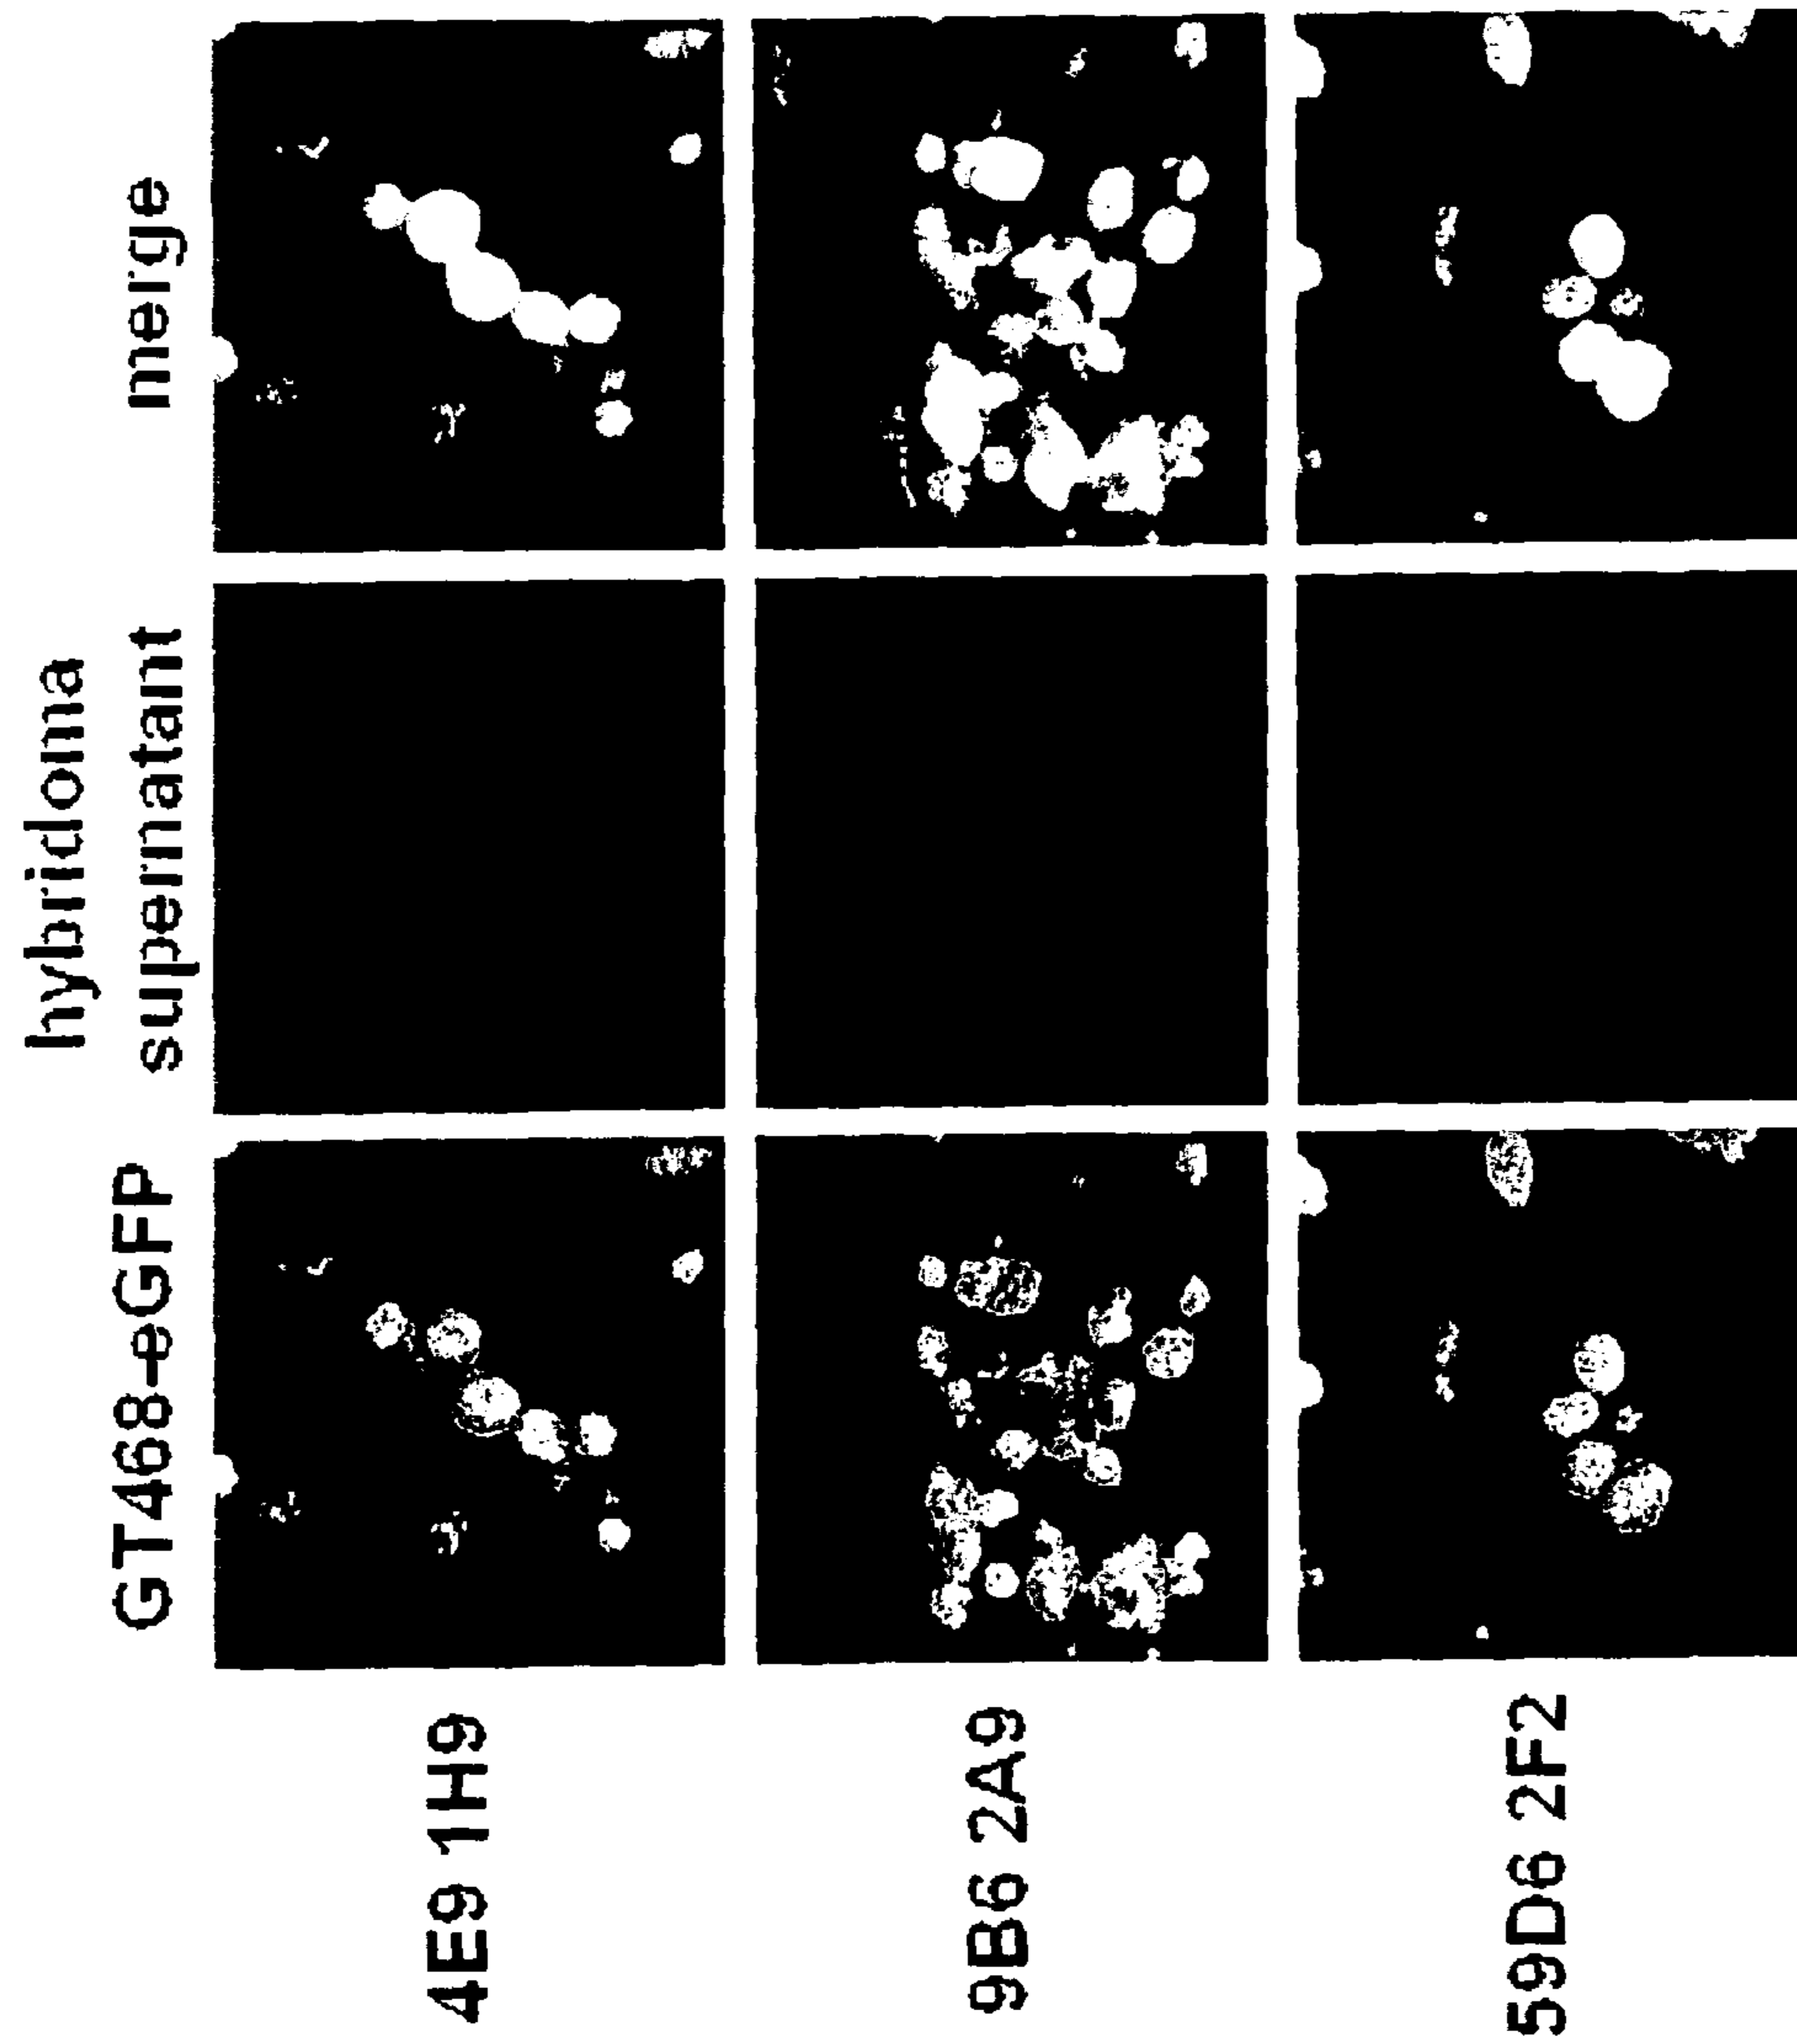 GT468-eGFP
hybridoma
supernatant
merge
4E9 1H9
9B6 2A9
59D6 2F2